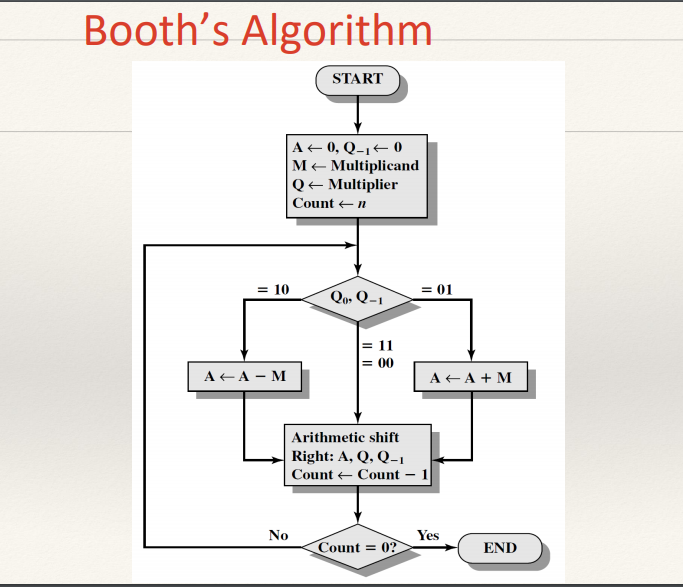 Booth's Algorithm
START
A ← 0, Q₋₁ ← 0
M ← Multiplicand
Q ← Multiplier
Count ← n
= 10
Q₀, Q₋₁
= 01
= 11
= 00
A ← A − M
A ← A + M
Arithmetic shift
Right: A, Q, Q₋₁
Count ← Count − 1
No
Count = 0?
Yes
END